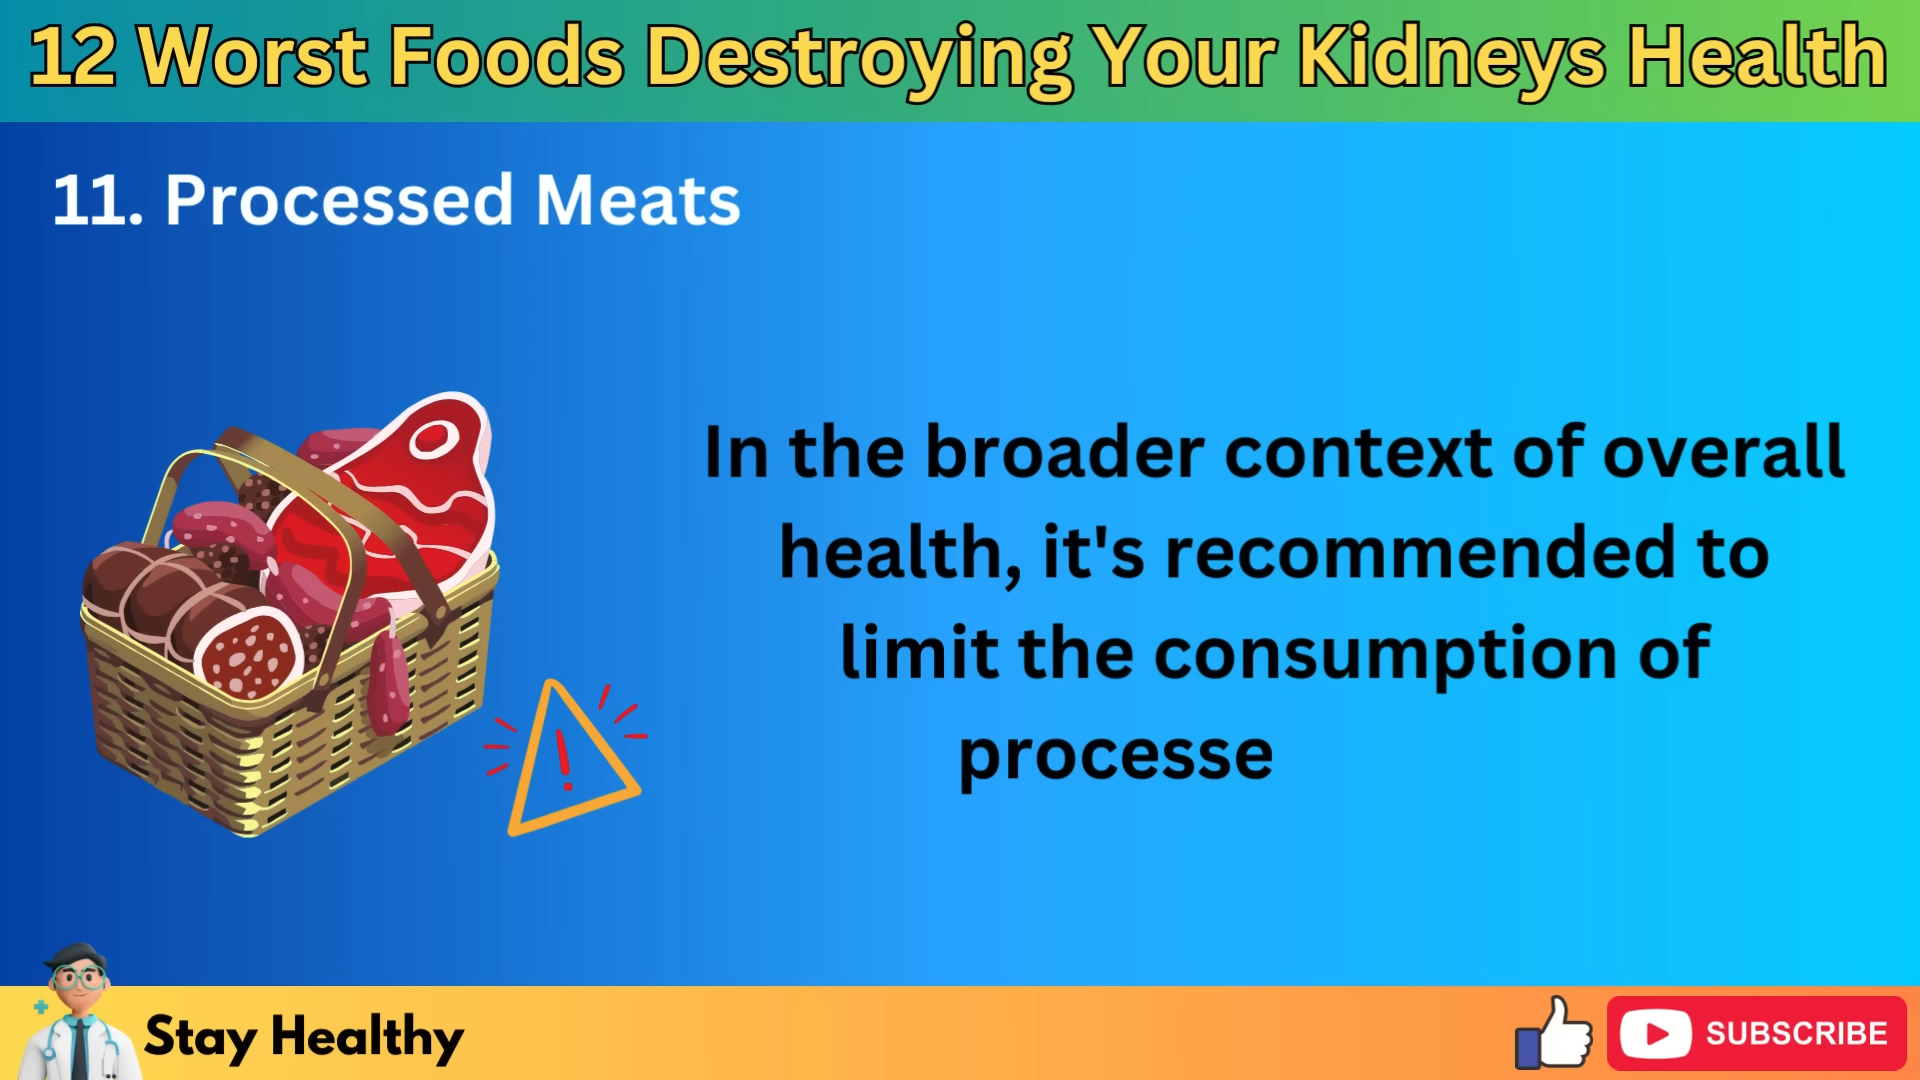 12 Worst Foods Destroying Your Kidneys Health
11. Processed Meats
In the broader context of overall
health, it's recommended to
limit the consumption of
processe
Stay Healthy
SUBSCRIBE